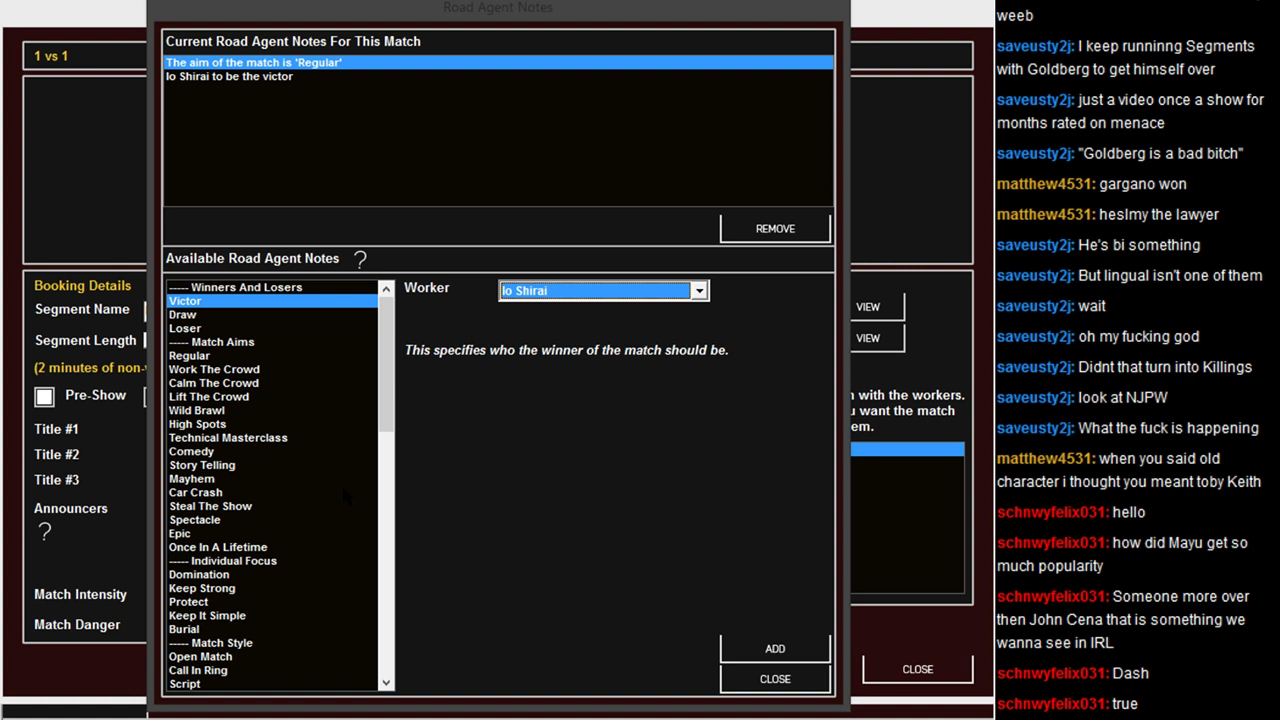 Road Agent Notes
Current Road Agent Notes For This Match
The aim of the match is 'Regular'
Io Shirai to be the victor
REMOVE
Available Road Agent Notes ?
----- Winners And Losers
Victor
Draw
Loser
----- Match Aims
Regular
Work The Crowd
Calm The Crowd
Lift The Crowd
Wild Brawl
High Spots
Technical Masterclass
Comedy
Story Telling
Mayhem
Car Crash
Steal The Show
Spectacle
Epic
Once In A Lifetime
----- Individual Focus
Domination
Keep Strong
Protect
Keep It Simple
Burial
----- Match Style
Open Match
Call In Ring
Script
Worker
Io Shirai
This specifies who the winner of the match should be.
ADD
CLOSE
1 vs 1
Booking Details
Segment Name
Segment Length
(2 minutes of non-
Pre-Show
Title #1
Title #2
Title #3
Announcers
?
Match Intensity
Match Danger
VIEW
VIEW
with the workers.
want the match
em.
CLOSE
weeb
saveusty2j: I keep runninng Segments
with Goldberg to get himself over
saveusty2j: just a video once a show for
months rated on menace
saveusty2j: "Goldberg is a bad bitch"
matthew4531: gargano won
matthew4531: heslmy the lawyer
saveusty2j: He's bi something
saveusty2j: But lingual isn't one of them
saveusty2j: wait
saveusty2j: oh my fucking god
saveusty2j: Didnt that turn into Killings
saveusty2j: look at NJPW
saveusty2j: What the fuck is happening
matthew4531: when you said old
character i thought you meant toby Keith
schnwyfelix031: hello
schnwyfelix031: how did Mayu get so
much popularity
schnwyfelix031: Someone more over
then John Cena that is something we
wanna see in IRL
schnwyfelix031: Dash
schnwyfelix031: true